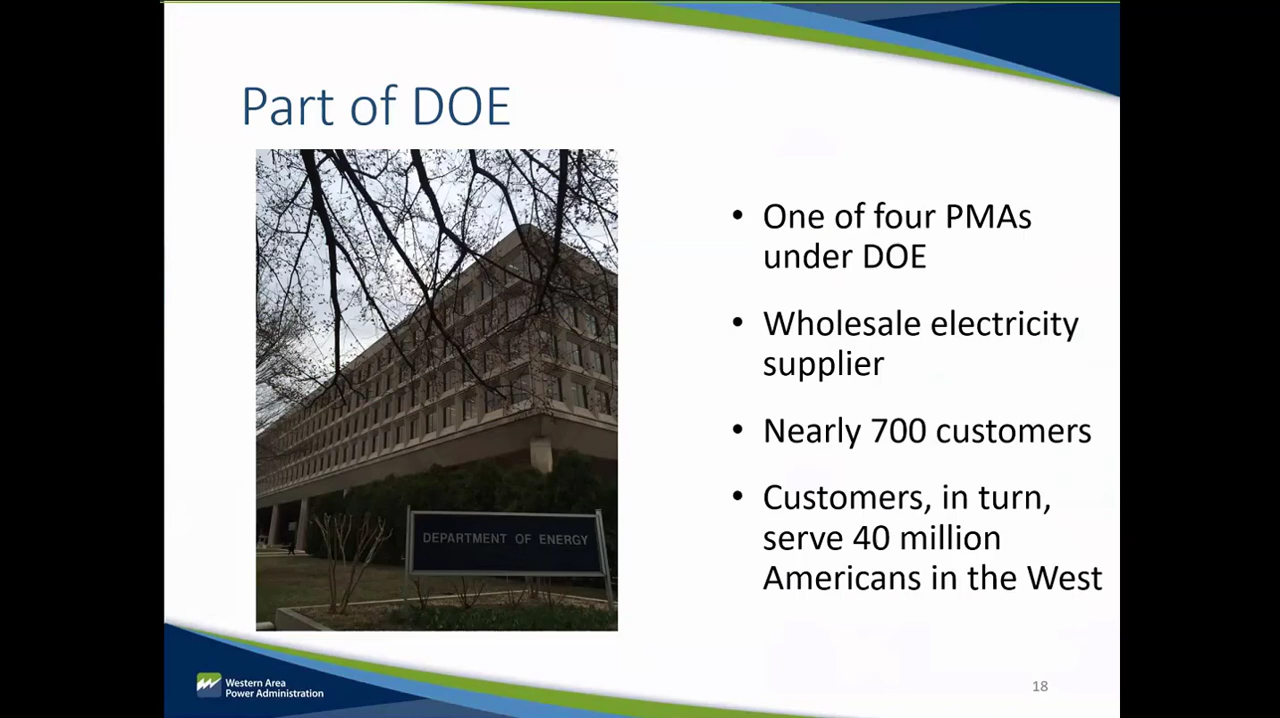 Part of DOE
DEPARTMENT OF ENERGY
• One of four PMAs
under DOE
• Wholesale electricity
supplier
• Nearly 700 customers
• Customers, in turn,
serve 40 million
Americans in the West
Western Area
Power Administration
18